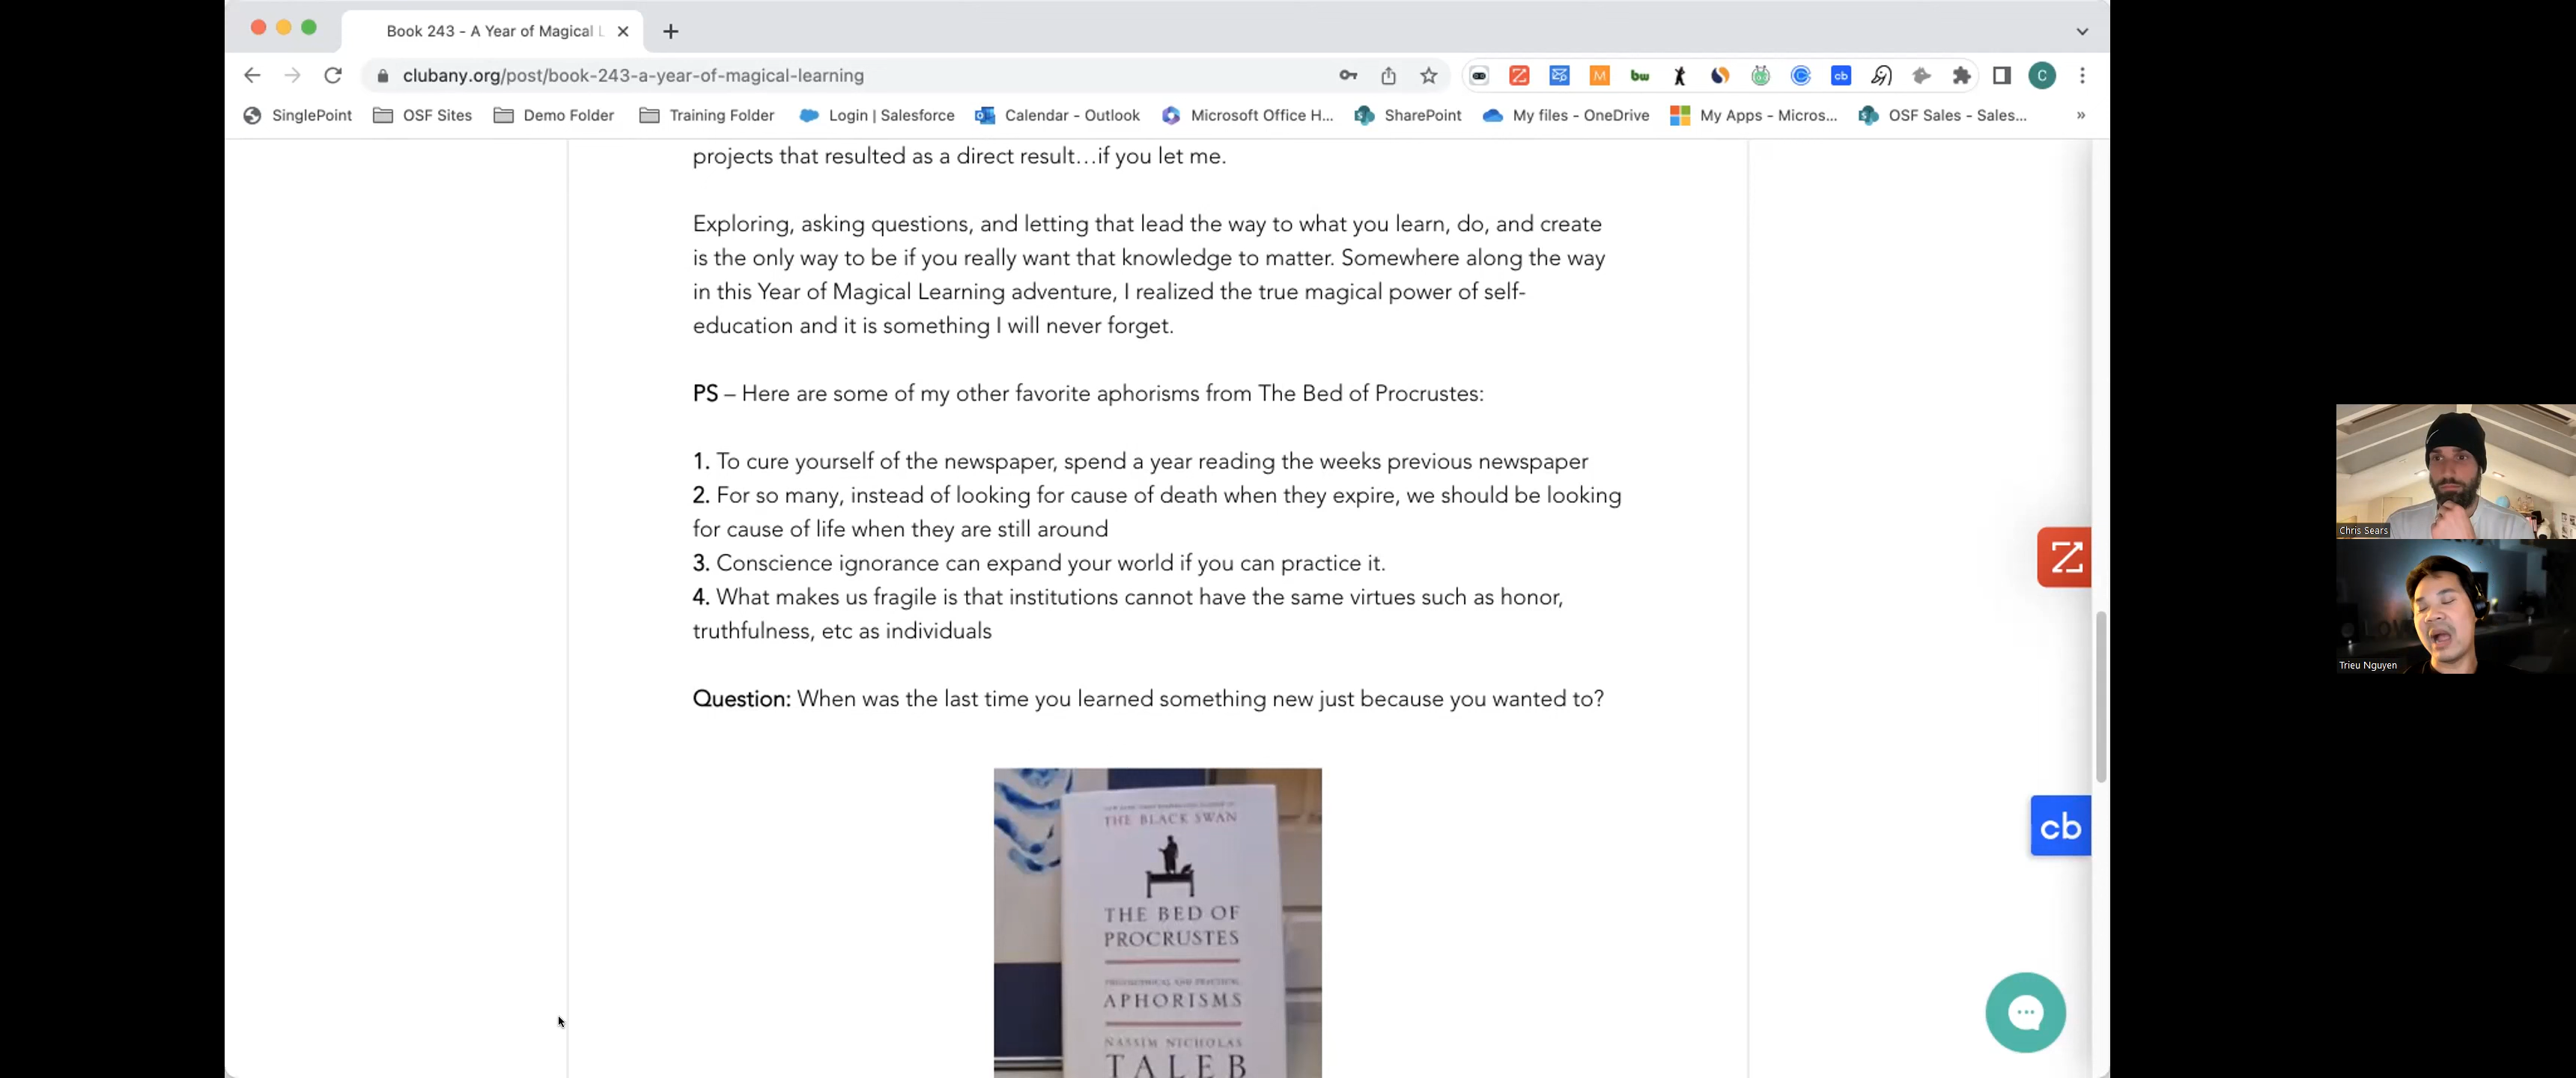 Book 243 - A Year of Magical L
clubany.org/post/book-243-a-year-of-magical-learning
M
bw
cb
C
SinglePoint
OSF Sites
Demo Folder
Training Folder
Login | Salesforce
Calendar - Outlook
Microsoft Office H...
SharePoint
My files - OneDrive
My Apps - Micros...
OSF Sales - Sales...
»
projects that resulted as a direct result…if you let me.
Exploring, asking questions, and letting that lead the way to what you learn, do, and create
is the only way to be if you really want that knowledge to matter. Somewhere along the way
in this Year of Magical Learning adventure, I realized the true magical power of self-
education and it is something I will never forget.
PS – Here are some of my other favorite aphorisms from The Bed of Procrustes:
1. To cure yourself of the newspaper, spend a year reading the weeks previous newspaper
2. For so many, instead of looking for cause of death when they expire, we should be looking
for cause of life when they are still around
3. Conscience ignorance can expand your world if you can practice it.
4. What makes us fragile is that institutions cannot have the same virtues such as honor,
truthfulness, etc as individuals
Question: When was the last time you learned something new just because you wanted to?
THE BLACK SWAN
THE BED OF
PROCRUSTES
PHILOSOPHICAL AND PRACTICAL
APHORISMS
NASSIM NICHOLAS
TALEB
cb
Chris Sears
Trieu Nguyen